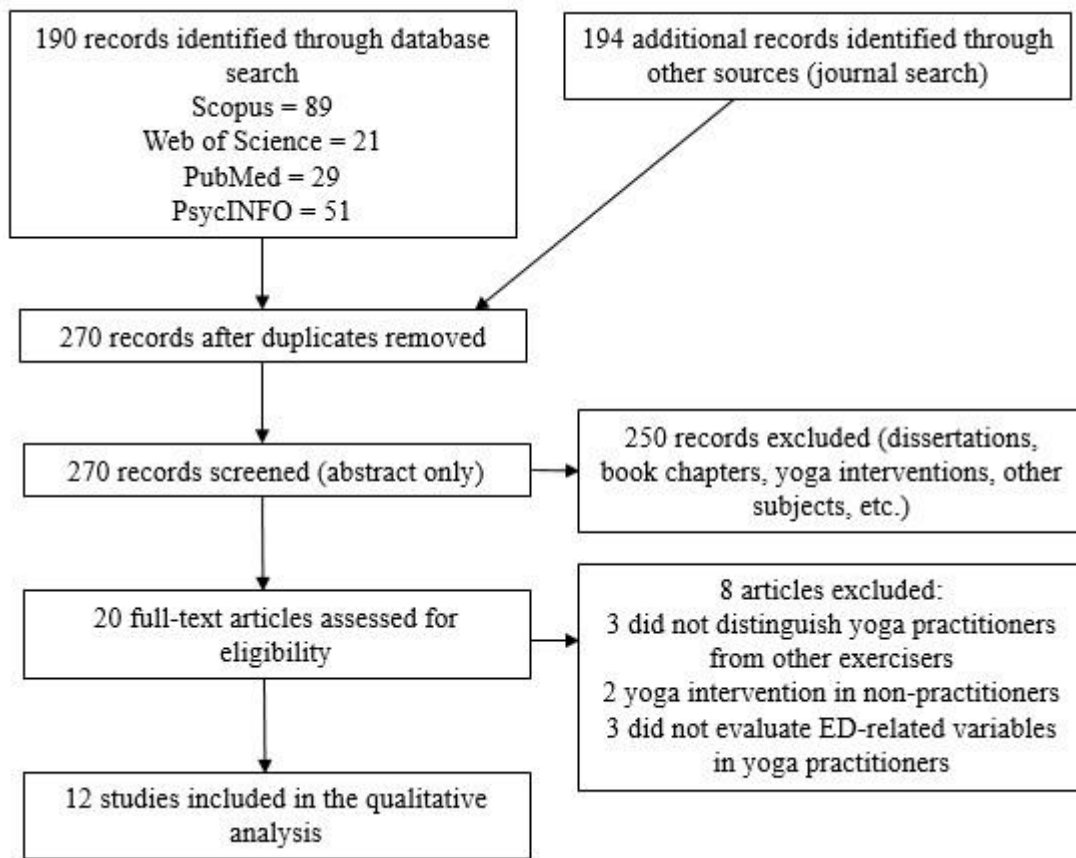 190 records identified through database
search
Scopus = 89
Web of Science = 21
PubMed = 29
PsycINFO = 51
194 additional records identified through
other sources (journal search)
270 records after duplicates removed
270 records screened (abstract only)
250 records excluded (dissertations,
book chapters, yoga interventions, other
subjects, etc.)
20 full-text articles assessed for
eligibility
8 articles excluded:
3 did not distinguish yoga practitioners
from other exercisers
2 yoga intervention in non-practitioners
3 did not evaluate ED-related variables
in yoga practitioners
12 studies included in the qualitative
analysis